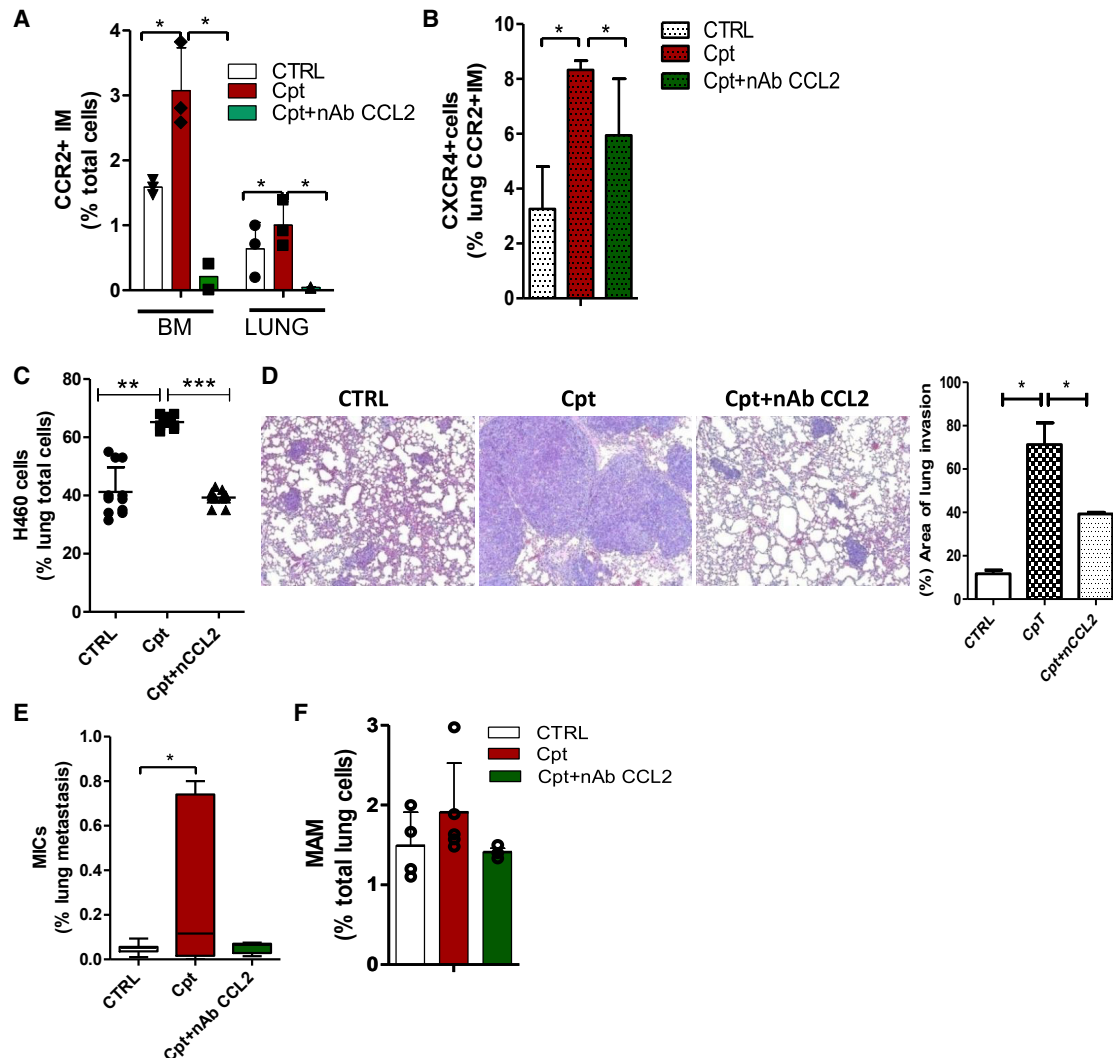 A
CCR2+ IM
(% total cells)
4
3
2
1
0
* *
* *
CTRL
Cpt
Cpt+nAb CCL2
BM LUNG
B
CXCR4+cells
(% lung CCR2+IM)
10
8
6
4
2
0
* *
CTRL
Cpt
Cpt+nAb CCL2
C
H460 cells
(% lung total cells)
80
60
40
20
0
** ***
CTRL
Cpt
Cpt+nCCL2
D
CTRL Cpt Cpt+nAb CCL2
(%) Area of lung invasion
100
80
60
40
20
0
* *
CTRL
CpT
Cpt+nCCL2
E
MICs
(% lung metastasis)
1.0
0.8
0.6
0.4
0.2
0.0
*
CTRL
Cpt
Cpt+nAb CCL2
F
MAM
(% total lung cells)
3
2
1
0
CTRL
Cpt
Cpt+nAb CCL2